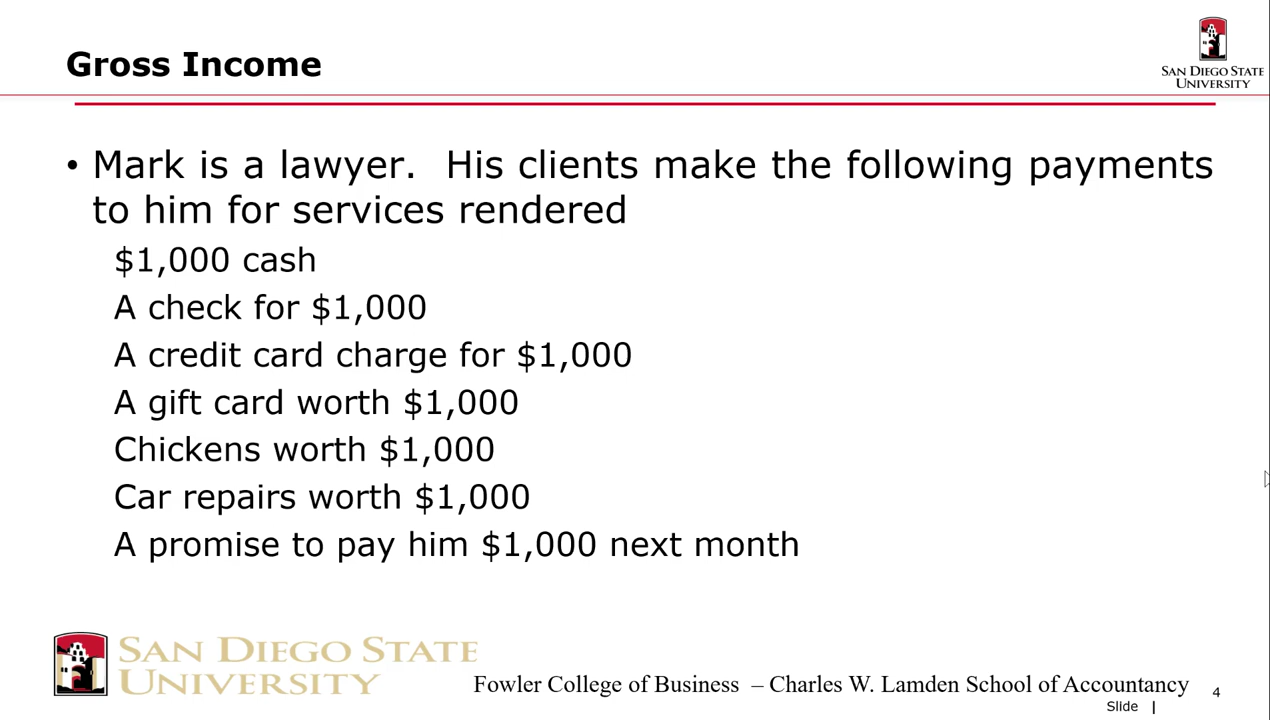 Gross Income
SAN DIEGO STATE
UNIVERSITY
• Mark is a lawyer.  His clients make the following payments
to him for services rendered
$1,000 cash
A check for $1,000
A credit card charge for $1,000
A gift card worth $1,000
Chickens worth $1,000
Car repairs worth $1,000
A promise to pay him $1,000 next month
SAN DIEGO STATE
UNIVERSITY
Fowler College of Business – Charles W. Lamden School of Accountancy
4
Slide |